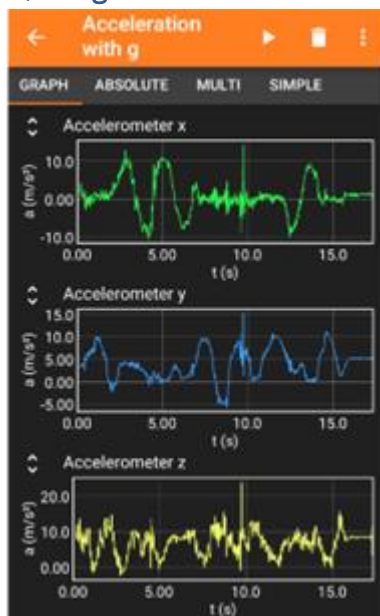 Acceleration
with g
GRAPH ABSOLUTE MULTI SIMPLE
Accelerometer x
a (m/s²)
10.0
0.00
-10.0
0.00 5.00 10.0 15.0
t (s)
Accelerometer y
a (m/s²)
15.0
10.0
5.00
0.00
-5.00
0.00 5.00 10.0 15.0
t (s)
Accelerometer z
a (m/s²)
20.0
10.0
0.00
0.00 5.00 10.0 15.0
t (s)